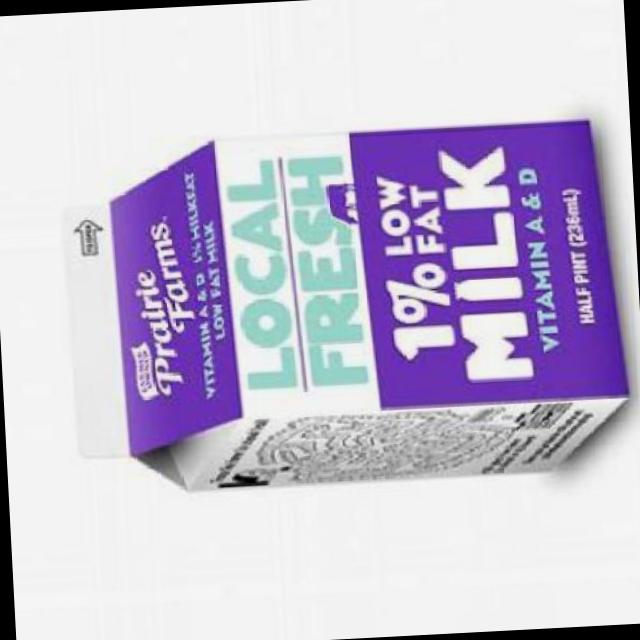 Prairie
Farms
VITAMIN A & D 1% MILKFAT
LOW FAT MILK
LOCAL
FRESH
1% LOW
FAT
MILK
VITAMIN A & D
HALF PINT (236mL)